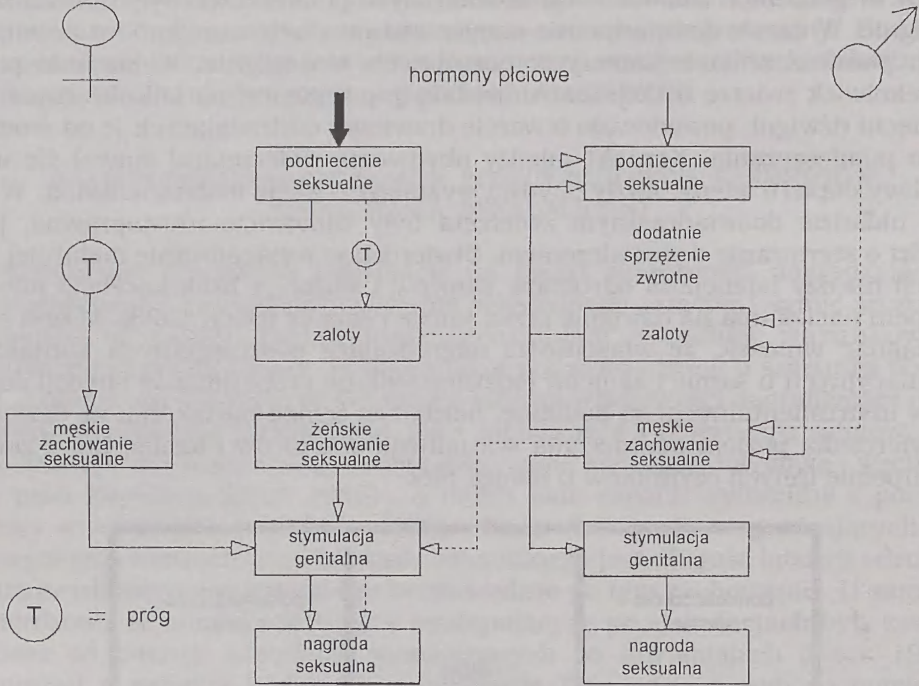 hormony płciowe
podniecenie
seksualne
podniecenie
seksualne
dodatnie
sprzężenie
zwrotne
T
T
zaloty
zaloty
męskie
zachowanie
seksualne
żeńskie
zachowanie
seksualne
męskie
zachowanie
seksualne
stymulacja
genitalna
stymulacja
genitalna
T = próg
nagroda
seksualna
nagroda
seksualna